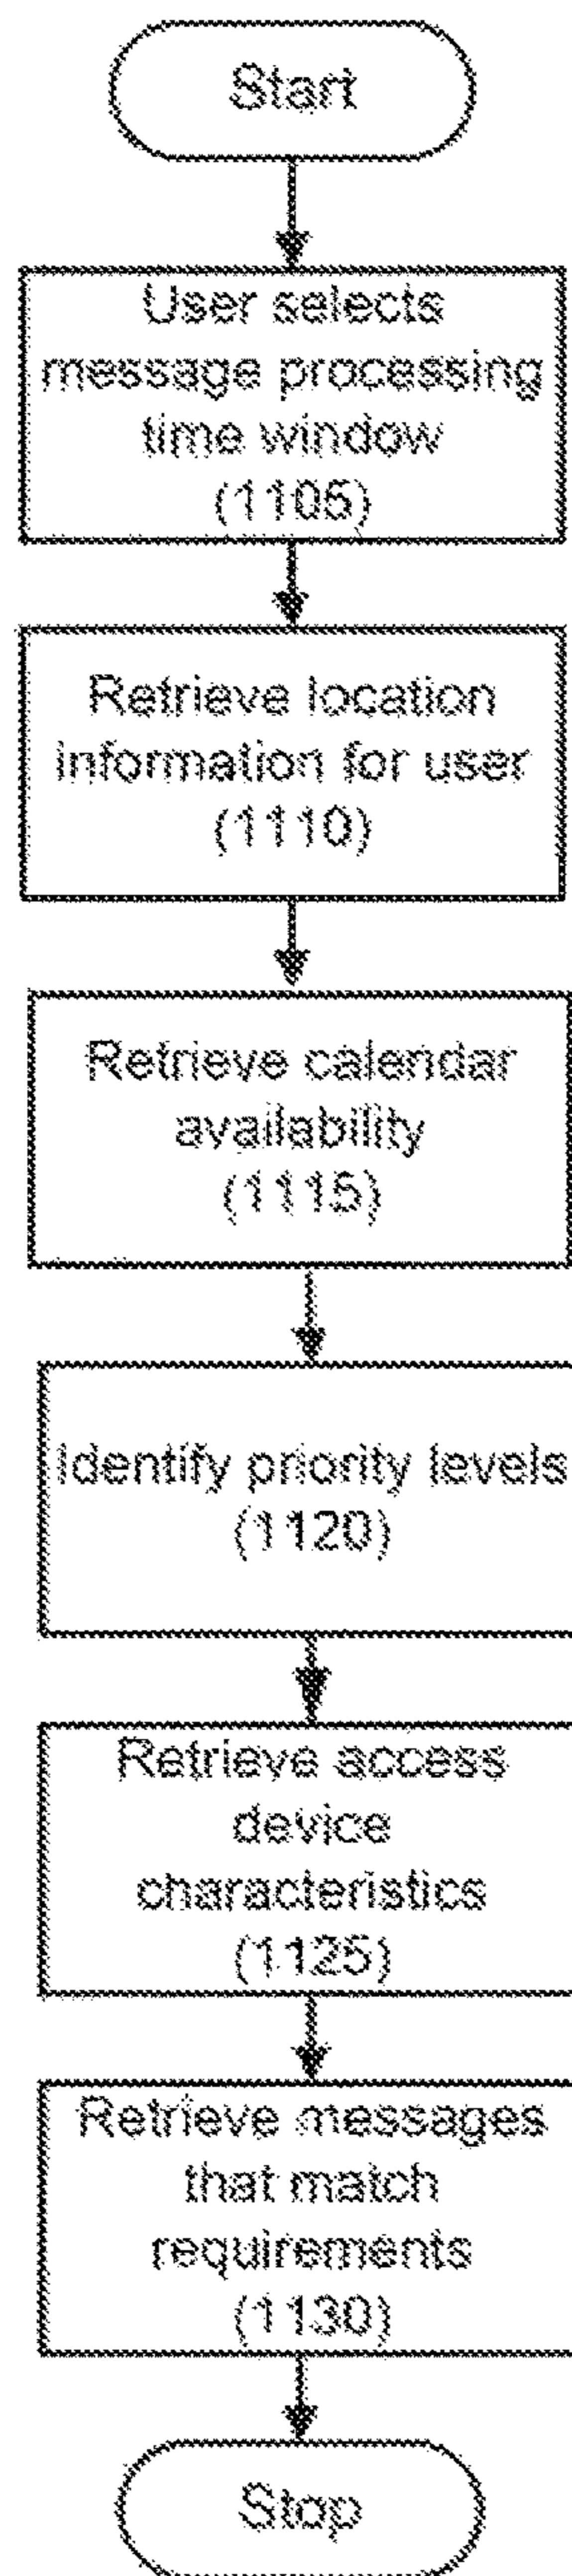 Start
User selects
message processing
time window
(1105)
Retrieve location
information for user
(1110)
Retrieve calendar
availability
(1115)
Identify priority levels
(1120)
Retrieve access
device
characteristics
(1125)
Retrieve messages
that match
requirements
(1130)
Stop